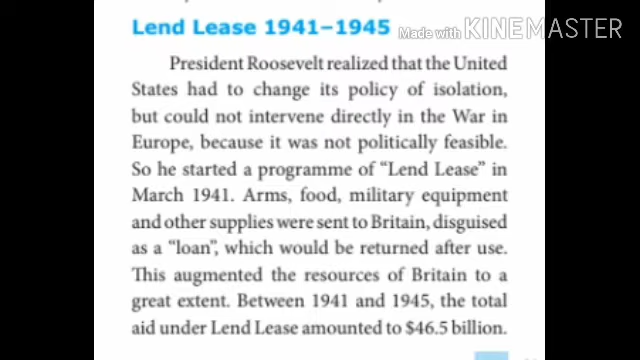 Lend Lease 1941–1945
Made with KINEMASTER
President Roosevelt realized that the United
States had to change its policy of isolation,
but could not intervene directly in the War in
Europe, because it was not politically feasible.
So he started a programme of “Lend Lease” in
March 1941. Arms, food, military equipment
and other supplies were sent to Britain, disguised
as a “loan”, which would be returned after use.
This augmented the resources of Britain to a
great extent. Between 1941 and 1945, the total
aid under Lend Lease amounted to $46.5 billion.